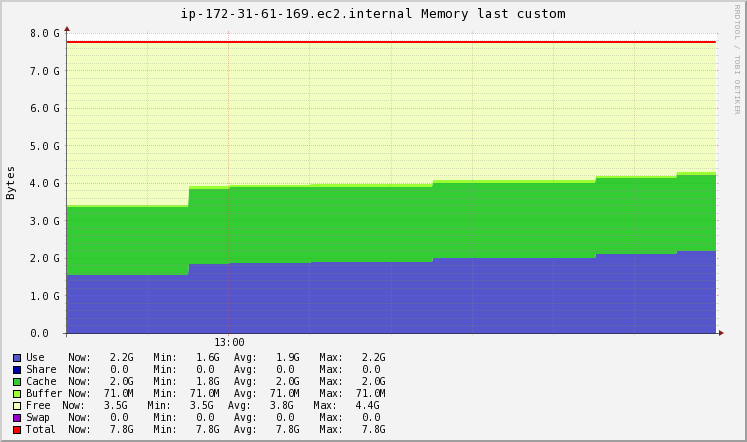 ip-172-31-61-169.ec2.internal Memory last custom
RRDTOOL / TOBI OETIKER
Bytes
8.0 G
7.0 G
6.0 G
5.0 G
4.0 G
3.0 G
2.0 G
1.0 G
0.0
13:00
Use Now: 2.2G Min: 1.6G Avg: 1.9G Max: 2.2G
Share Now: 0.0 Min: 0.0 Avg: 0.0 Max: 0.0
Cache Now: 2.0G Min: 1.8G Avg: 2.0G Max: 2.0G
Buffer Now: 71.0M Min: 71.0M Avg: 71.0M Max: 71.0M
Free Now: 3.5G Min: 3.5G Avg: 3.8G Max: 4.4G
Swap Now: 0.0 Min: 0.0 Avg: 0.0 Max: 0.0
Total Now: 7.8G Min: 7.8G Avg: 7.8G Max: 7.8G